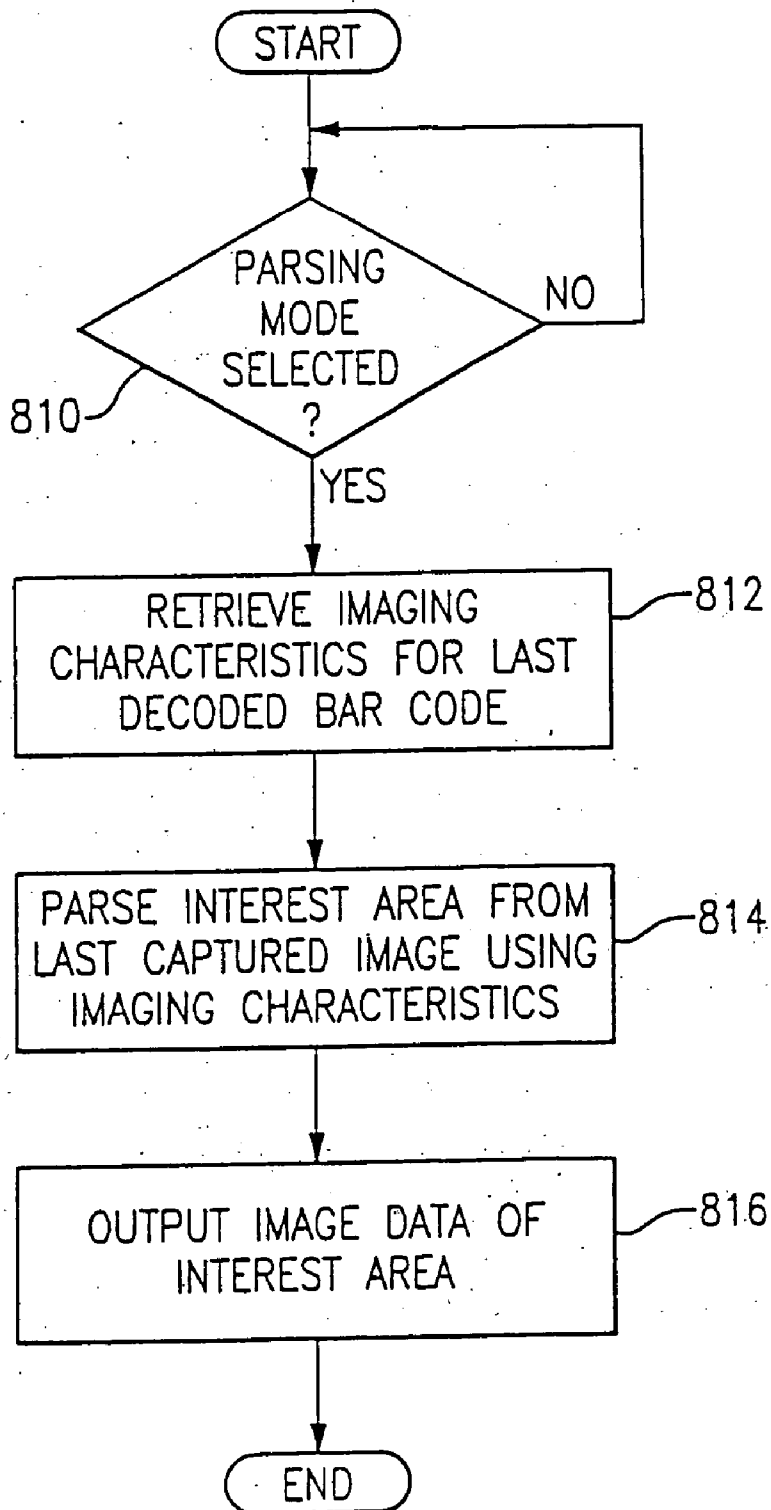 START
PARSING
MODE
SELECTED
?
NO
810
YES
RETRIEVE IMAGING
CHARACTERISTICS FOR LAST
DECODED BAR CODE
812
PARSE INTEREST AREA FROM
LAST CAPTURED IMAGE USING
IMAGING CHARACTERISTICS
814
OUTPUT IMAGE DATA OF
INTEREST AREA
816
END